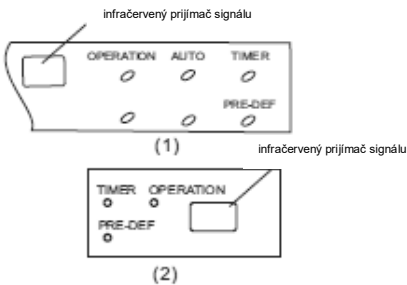 infračervený prijímač signálu
OPERATION AUTO TIMER
PRE-DEF
(1)
infračervený prijímač signálu
TIMER OPERATION
PRE-DEF
(2)